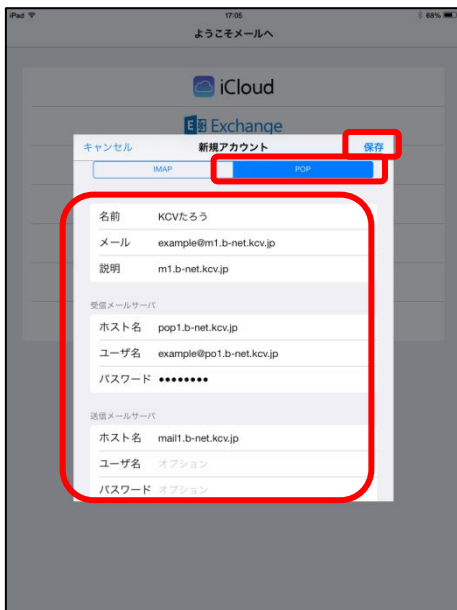 iPad 17:05 68%
ようこそメールへ
iCloud
E Exchange
キャンセル 新規アカウント 保存
IMAP POP
名前 KCVたろう
メール example@m1.b-net.kcv.jp
説明 m1.b-net.kcv.jp
受信メールサーバ
ホスト名 pop1.b-net.kcv.jp
ユーザ名 example@po1.b-net.kcv.jp
パスワード ●●●●●●●●
送信メールサーバ
ホスト名 mail1.b-net.kcv.jp
ユーザ名 オプション
パスワード オプション